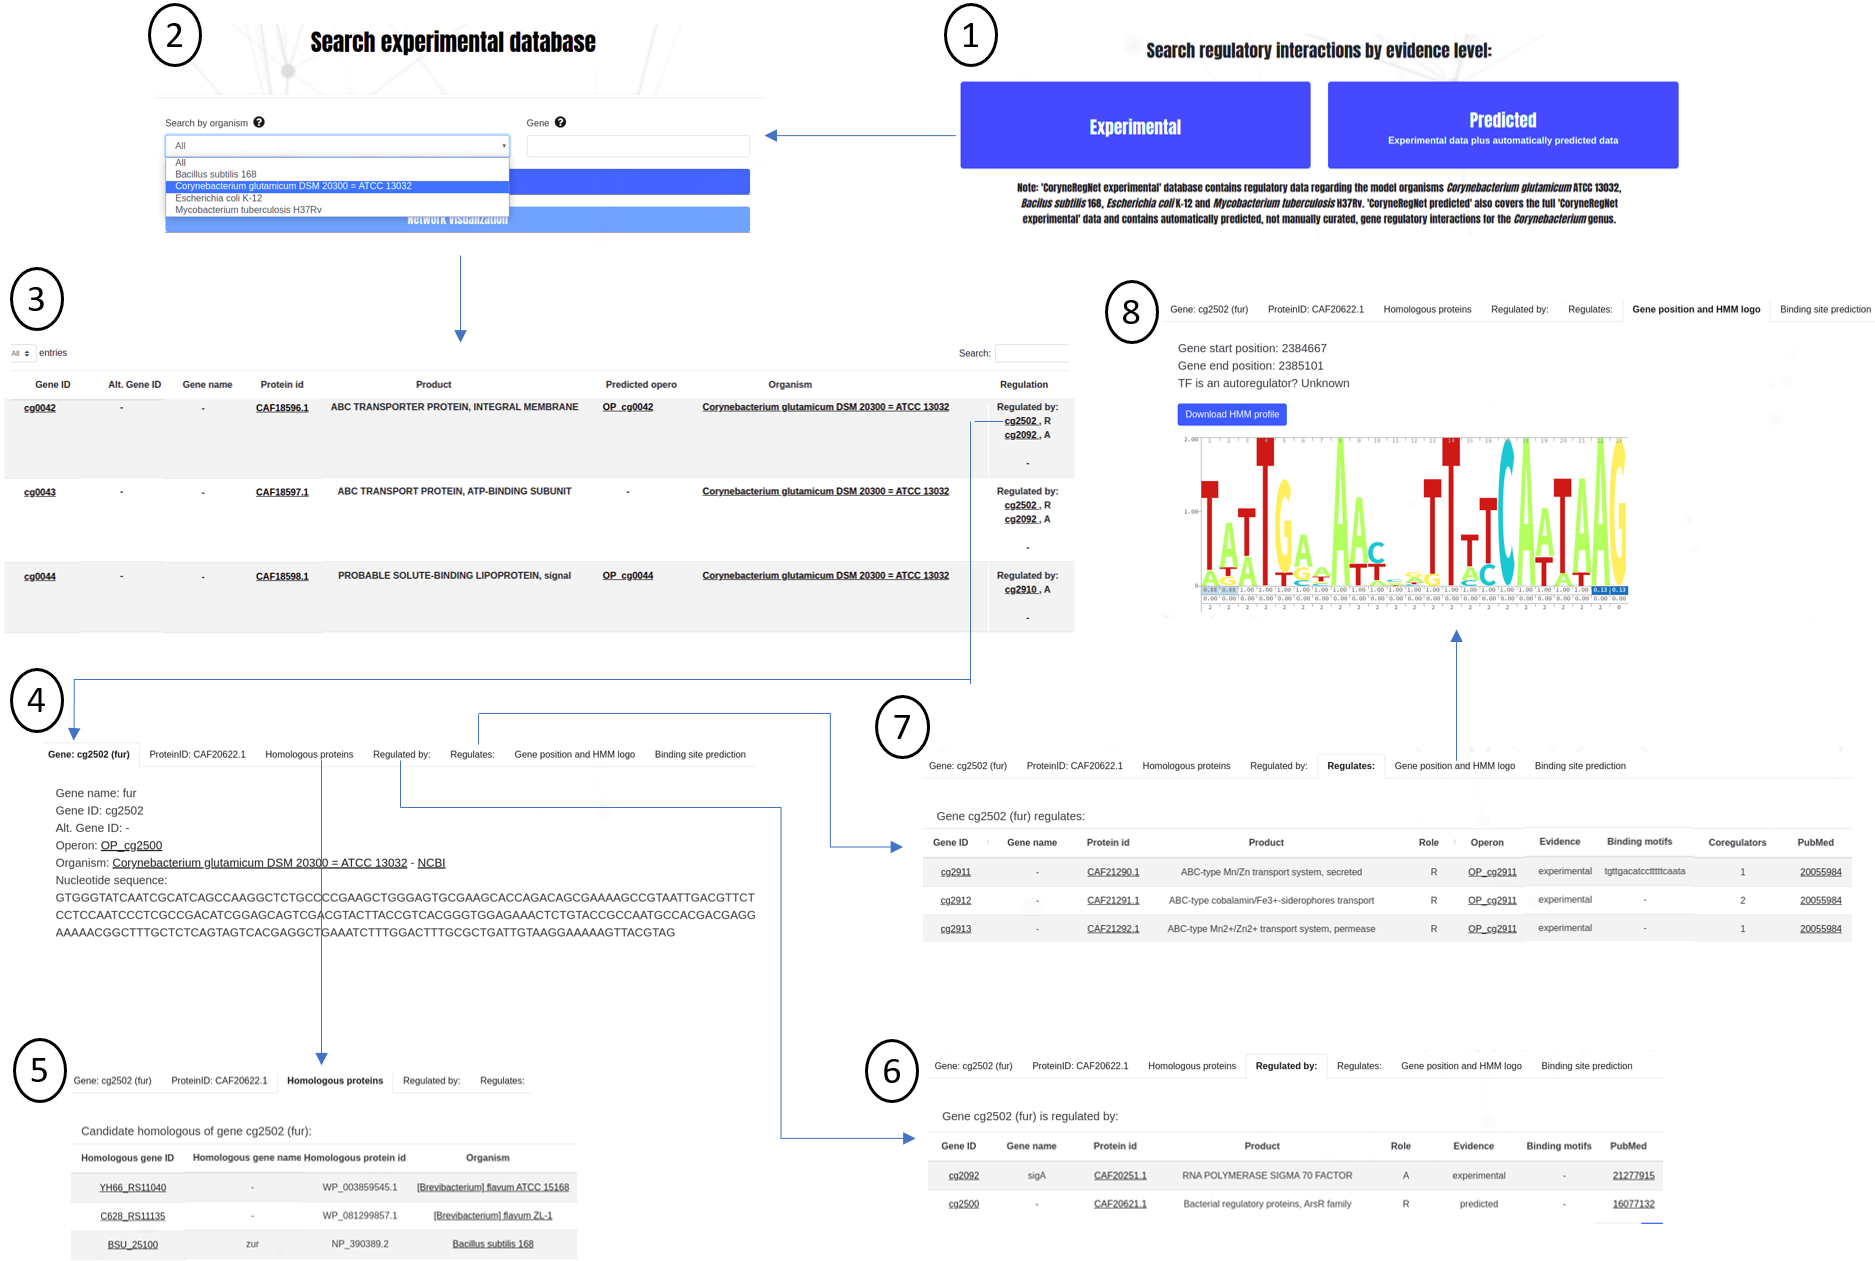 1
Search regulatory interactions by evidence level:
Experimental
Predicted
Experimental data plus automatically predicted data
Note: 'CoryneRegNet experimental' database contains regulatory data regarding the model organisms Corynebacterium glutamicum ATCC 13032,
Bacilus subtilis 168, Escherichia coli K-12 and Mycobacterium tuberculosis H37Rv. 'CoryneRegNet predicted' also covers the full 'CoryneRegNet
experimental' data and contains automatically predicted, not manually curated, gene regulatory interactions for the Corynebacterium genus.
2
Search experimental database
Search by organism ? Gene ?
All
All
Bacillus subtilis 168
Corynebacterium glutamicum DSM 20300 = ATCC 13032
Escherichia coli K-12
Mycobacterium tuberculosis H37Rv
Network visualization
3
All entries Search:
Gene ID Alt. Gene ID Gene name Protein id Product Predicted opero Organism Regulation
cg0042 - - CAF18596.1 ABC TRANSPORTER PROTEIN, INTEGRAL MEMBRANE OP_cg0042 Corynebacterium glutamicum DSM 20300 = ATCC 13032 Regulated by:
cg2502 , R
cg2092 , A
-
cg0043 - - CAF18597.1 ABC TRANSPORT PROTEIN, ATP-BINDING SUBUNIT - Corynebacterium glutamicum DSM 20300 = ATCC 13032 Regulated by:
cg2502 , R
cg2092 , A
-
cg0044 - - CAF18598.1 PROBABLE SOLUTE-BINDING LIPOPROTEIN, signal OP_cg0044 Corynebacterium glutamicum DSM 20300 = ATCC 13032 Regulated by:
cg2910 , A
-
4
Gene: cg2502 (fur) ProteinID: CAF20622.1 Homologous proteins Regulated by: Regulates: Gene position and HMM logo Binding site prediction
Gene name: fur
Gene ID: cg2502
Alt. Gene ID: -
Operon: OP_cg2500
Organism: Corynebacterium glutamicum DSM 20300 = ATCC 13032 - NCBI
Nucleotide sequence:
GTGGGTATCAATCGCATCAGCCAAGGCTCTGCCCCCGAAGCTGGGAGTGCGAAGCACCAGACAGCGAAAAGCCGTAATTGACGTTCT
CCTCCAATCCCTCGCCGACATCGGAGCAGTCGACGTACTTACCGTCACGGGTGGAGAAACTCTGTACCGCCAATGCCACGACGAGG
AAAAACGGCTTTGCTCTCAGTAGTCACGAGGCTGAAATCTTTGGACTTTGCGCTGATTGTAAGGAAAAAGTTACGTAG
5
Gene: cg2502 (fur) ProteinID: CAF20622.1 Homologous proteins Regulated by: Regulates:
Candidate homologous of gene cg2502 (fur):
Homologous gene ID Homologous gene name Homologous protein id Organism
YH66_RS11040 - WP_003859545.1 [Brevibacterium] flavum ATCC 15168
C628_RS11135 - WP_081299857.1 [Brevibacterium] flavum ZL-1
BSU_25100 zur NP_390389.2 Bacillus subtilis 168
6
Gene: cg2502 (fur) ProteinID: CAF20622.1 Homologous proteins Regulated by: Regulates: Gene position and HMM logo Binding site prediction
Gene cg2502 (fur) is regulated by:
Gene ID Gene name Protein id Product Role Evidence Binding motifs PubMed
cg2092 sigA CAF20251.1 RNA POLYMERASE SIGMA 70 FACTOR A experimental - 21277915
cg2500 - CAF20621.1 Bacterial regulatory proteins, ArsR family R predicted - 16077132
7
Gene: cg2502 (fur) ProteinID: CAF20622.1 Homologous proteins Regulated by: Regulates: Gene position and HMM logo Binding site prediction
Gene cg2502 (fur) regulates:
Gene ID Gene name Protein id Product Role Operon Evidence Binding motifs Coregulators PubMed
cg2911 - CAF21290.1 ABC-type Mn/Zn transport system, secreted R OP_cg2911 experimental tgttgacatcctttttcaata 1 20055984
cg2912 - CAF21291.1 ABC-type cobalamin/Fe3+-siderophores transport R OP_cg2911 experimental - 2 20055984
cg2913 - CAF21292.1 ABC-type Mn2+/Zn2+ transport system, permease R OP_cg2911 experimental - 1 20055984
8
Gene: cg2502 (fur) ProteinID: CAF20622.1 Homologous proteins Regulated by: Regulates: Gene position and HMM logo Binding site prediction
Gene start position: 2384667
Gene end position: 2385101
TF is an autoregulator? Unknown
Download HMM profile
2.00
1.00
0